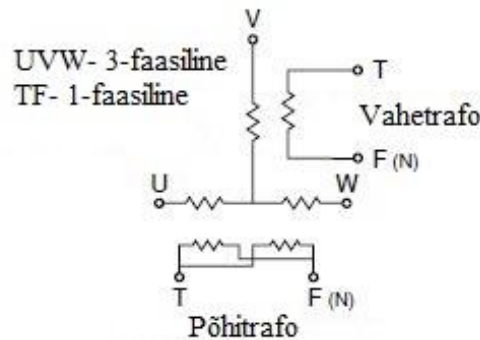 V
UVW- 3-faasiline
TF- 1-faasiline
T
Vahetrafo
F (N)
U
W
T
F (N)
Põhitrafo